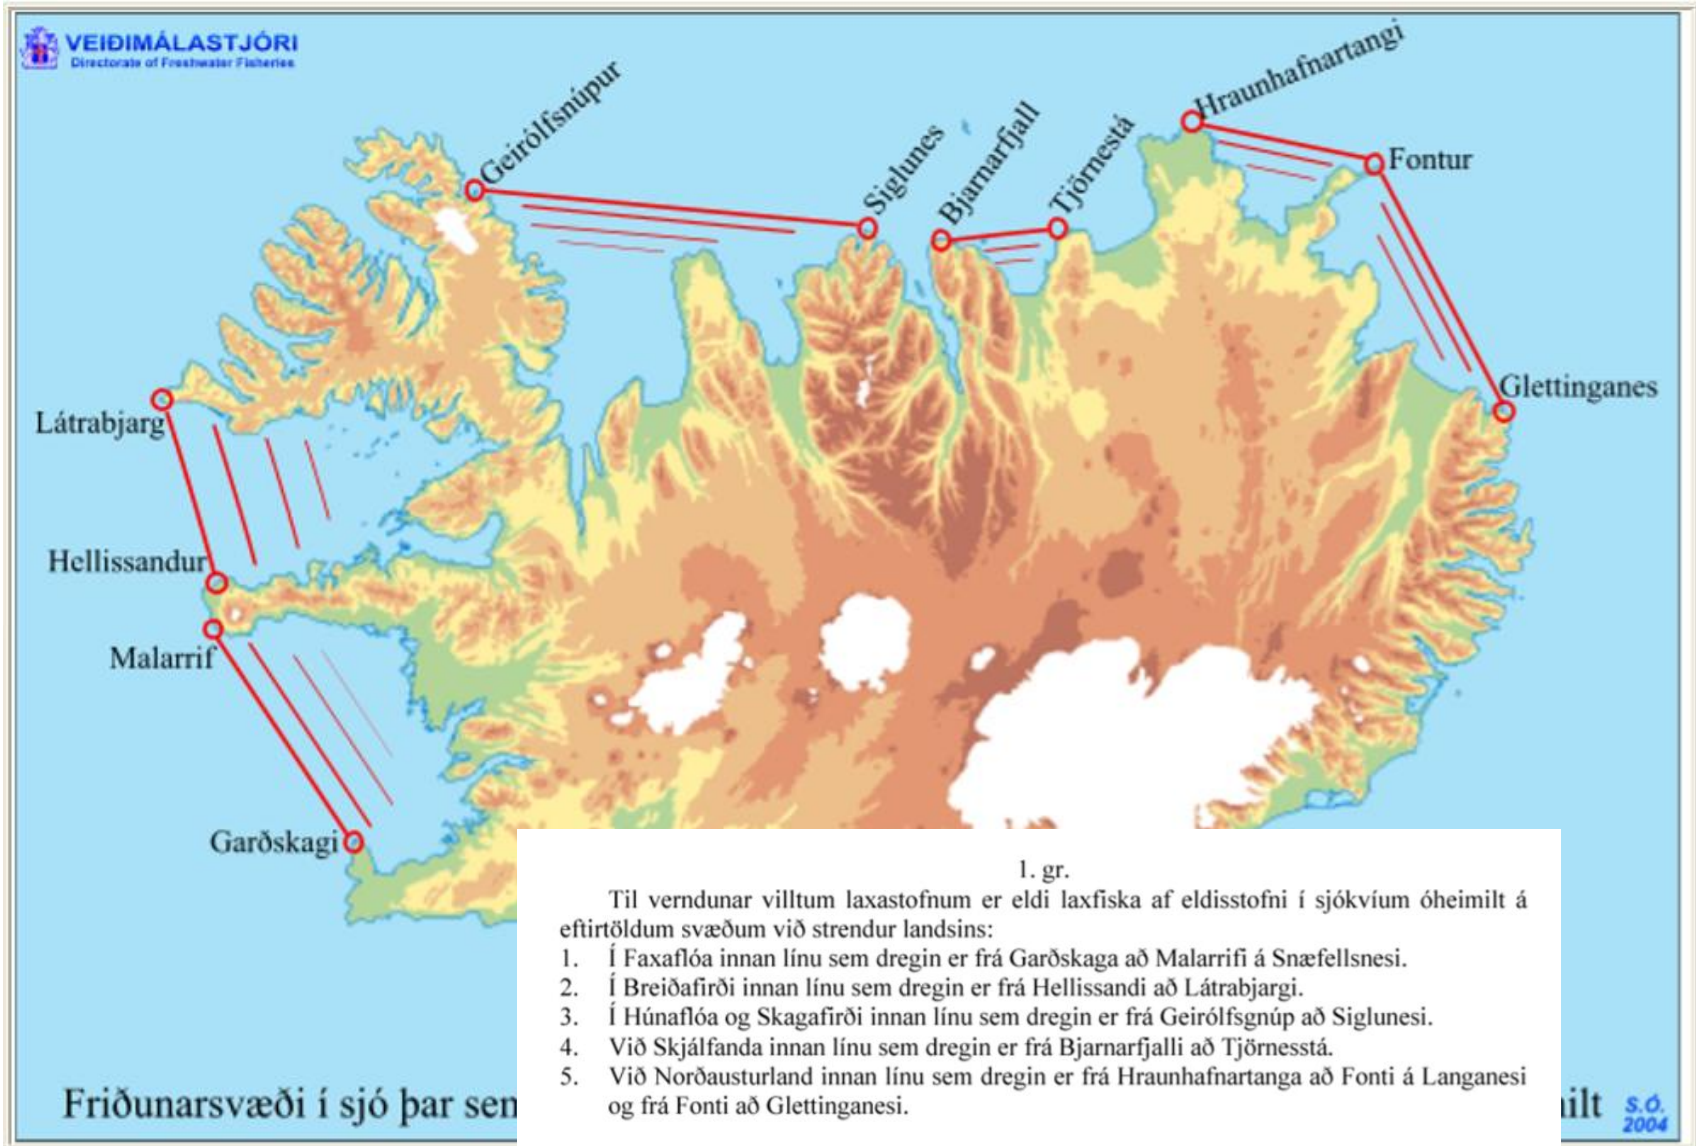 VEIÐIMÁLASTJÓRI
Directorate of Freshwater Fisheries
Hraunhafnartangi
Geirólfsnúpur
Siglunes
Bjarnarfjall
Tjörnestá
Fontur
Glettinganes
Látrabjarg
Hellissandur
Malarrif
Garðskagi
1. gr.
Til verndunar villtum laxastofnum er eldi laxfiska af eldisstofni í sjókvíum óheimilt á
eftirtöldum svæðum við strendur landsins:
1. Í Faxaflóa innan línu sem dregin er frá Garðskaga að Malarrifi á Snæfellsnesi.
2. Í Breiðafirði innan línu sem dregin er frá Hellissandi að Látrabjargi.
3. Í Húnaflóa og Skagafirði innan línu sem dregin er frá Geirólfsgnúp að Siglunesi.
4. Við Skjálfanda innan línu sem dregin er frá Bjarnarfjalli að Tjörnesstá.
5. Við Norðausturland innan línu sem dregin er frá Hraunhafnartanga að Fonti á Langanesi
og frá Fonti að Glettinganesi.
Friðunarsvæði í sjó þar
S.Ó.
2004